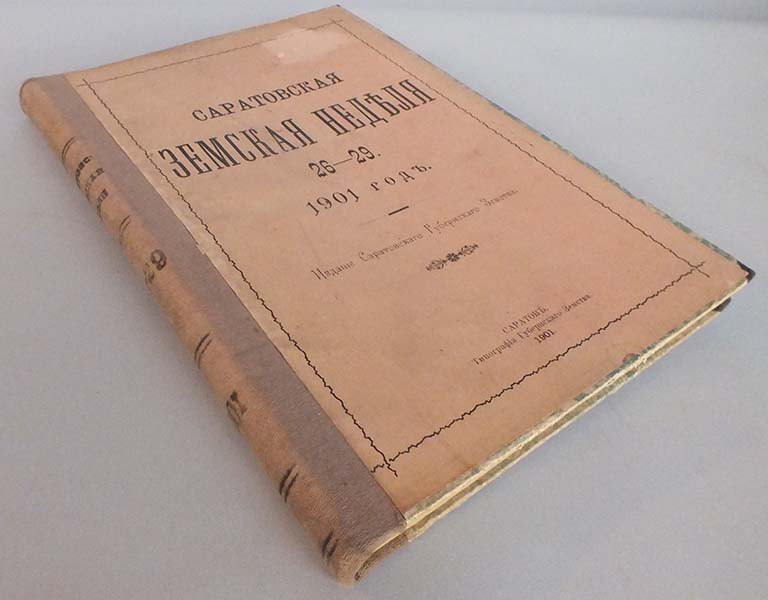 САРАТОВСКАЯ
ЗЕМСКАЯ НЕДѢЛЯ
26—29.
1901 годъ.
Изданіе Саратовскаго Губернскаго Земства.
САРАТОВЪ.
Типографія Губернскаго Земства.
1901.